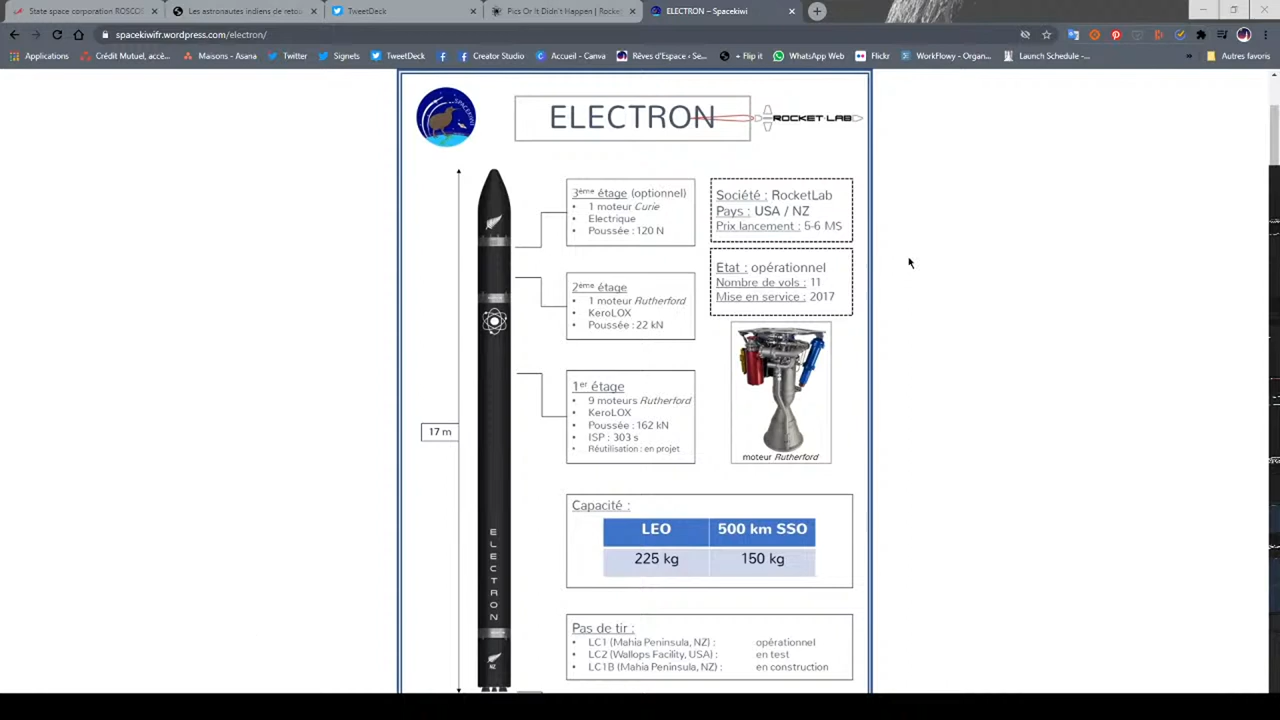 State space corporation ROSCOS
Les astronautes indiens de retou
TweetDeck
Pics Or It Didn't Happen | Rocke
ELECTRON – Spacekiwi
spacekiwifr.wordpress.com/electron/
Applications
Crédit Mutuel, accè...
Maisons - Asana
Twitter
Signets
TweetDeck
Creator Studio
Accueil - Canva
Rêves d'Espace - Ev...
+ Flip it
WhatsApp Web
Flickr
WorkFlowy - Organ...
Launch Schedule -...
Autres favoris
SPACEKIWI
ELECTRON
ROCKET LAB
3ème étage (optionnel)
• 1 moteur Curie
• Electrique
• Poussée : 120 N
Société : RocketLab
Pays : USA / NZ
Prix lancement : 5-6 MS
Etat : opérationnel
Nombre de vols : 11
Mise en service : 2017
2ème étage
• 1 moteur Rutherford
• KeroLOX
• Poussée : 22 kN
1er étage
• 9 moteurs Rutherford
• KeroLOX
• Poussée : 162 kN
• ISP : 303 s
• Réutilisation : en projet
moteur Rutherford
17 m
ELECTRON
NZ
Capacité :
LEO 500 km SSO
225 kg 150 kg
Pas de tir :
• LC1 (Mahia Peninsula, NZ) : opérationnel
• LC2 (Wallops Facility, USA) : en test
• LC1B (Mahia Peninsula, NZ) : en construction